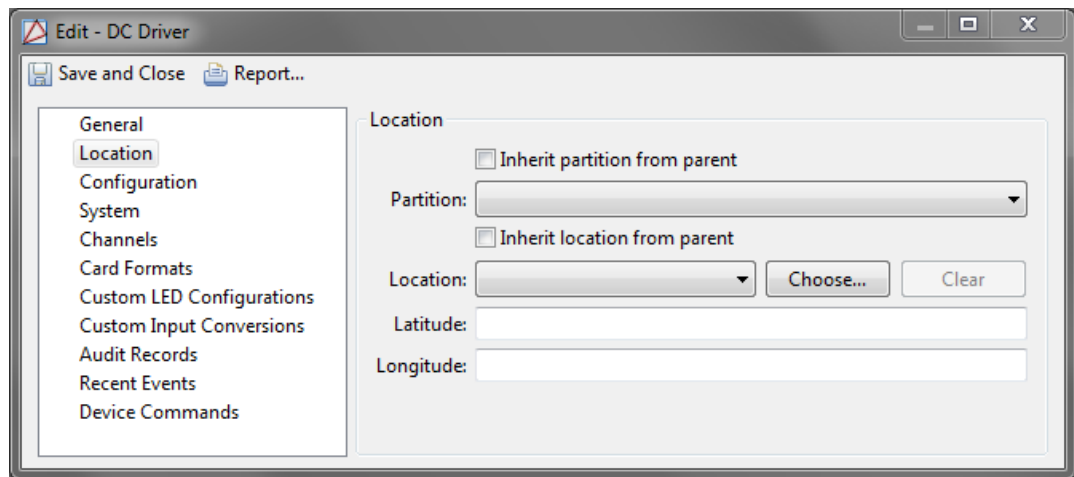 Edit - DC Driver
Save and Close Report...
General
Location
Configuration
System
Channels
Card Formats
Custom LED Configurations
Custom Input Conversions
Audit Records
Recent Events
Device Commands
Location
Inherit partition from parent
Partition:
Inherit location from parent
Location: Choose... Clear
Latitude:
Longitude: